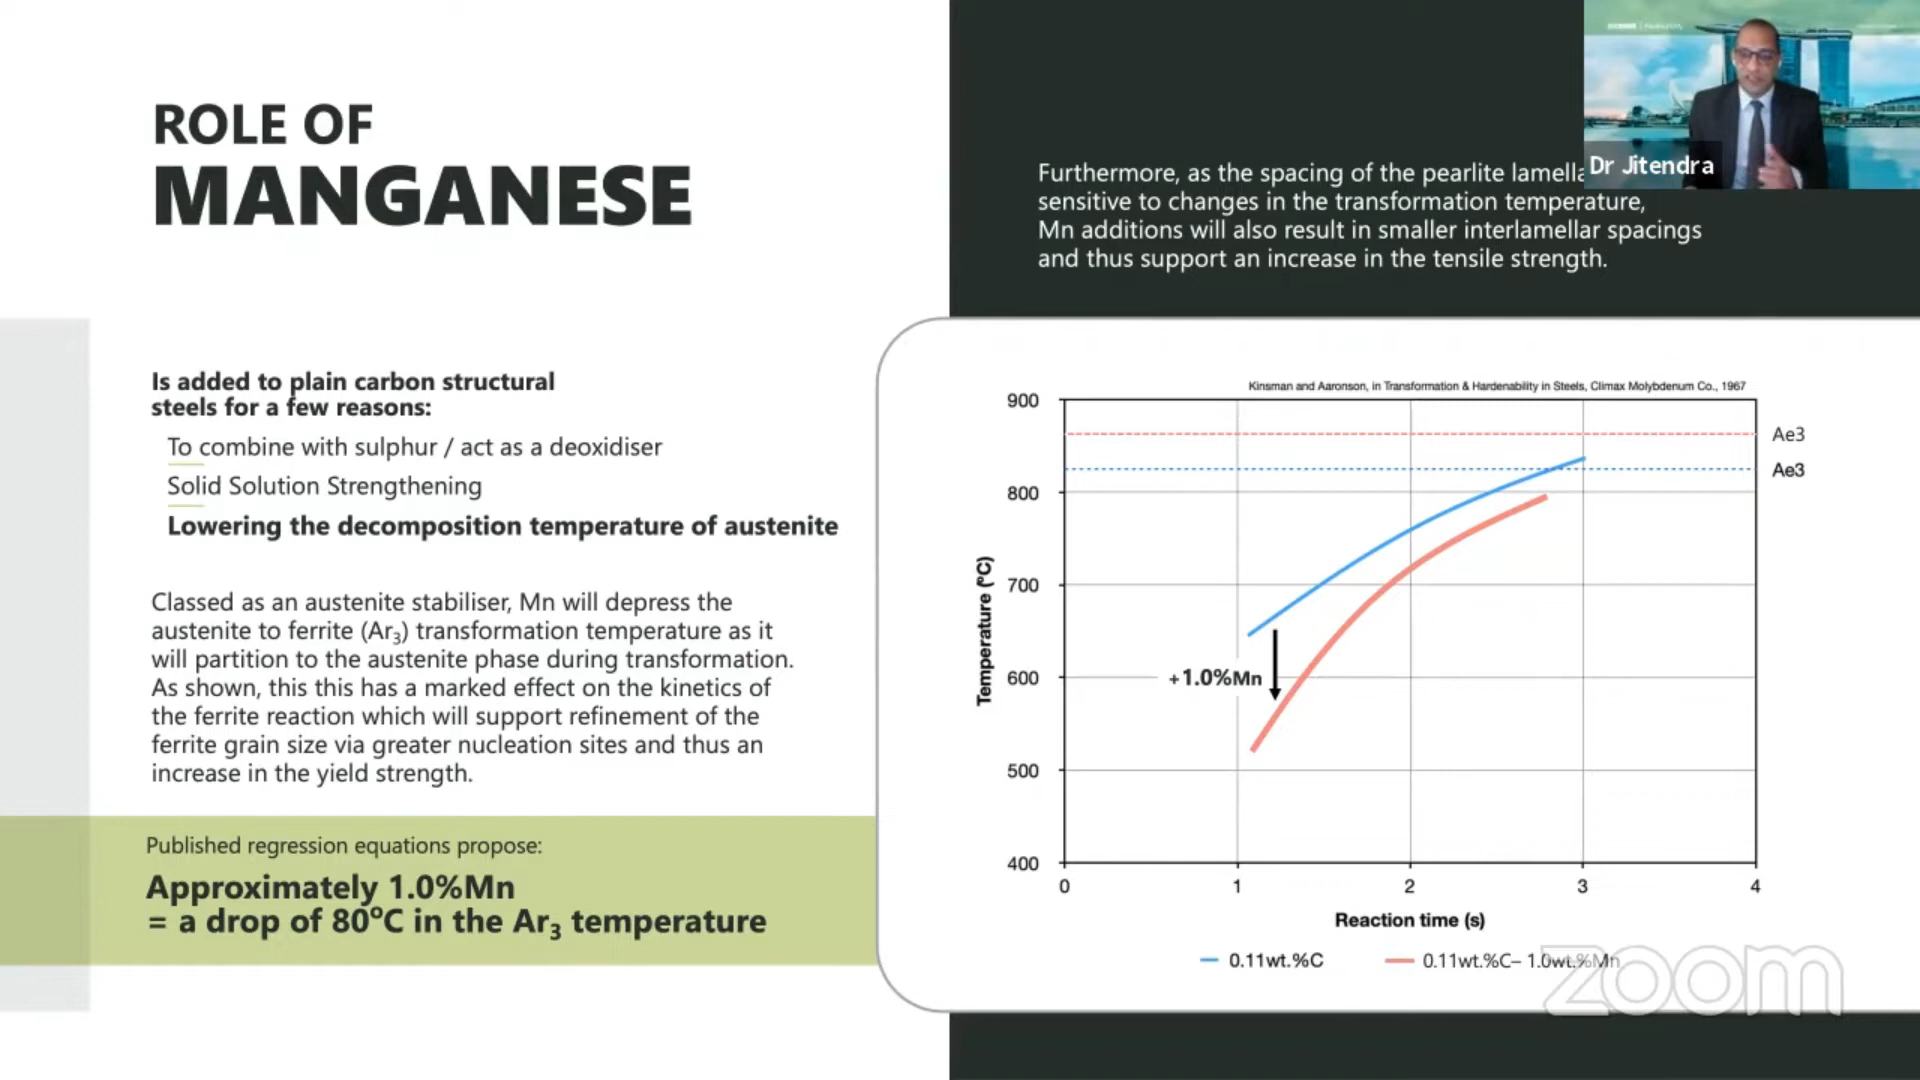 ROLE OF
MANGANESE
Is added to plain carbon structural
steels for a few reasons:
To combine with sulphur / act as a deoxidiser
Solid Solution Strengthening
Lowering the decomposition temperature of austenite
Classed as an austenite stabiliser, Mn will depress the
austenite to ferrite (Ar₃) transformation temperature as it
will partition to the austenite phase during transformation.
As shown, this this has a marked effect on the kinetics of
the ferrite reaction which will support refinement of the
ferrite grain size via greater nucleation sites and thus an
increase in the yield strength.
Published regression equations propose:
Approximately 1.0%Mn
= a drop of 80°C in the Ar₃ temperature
Furthermore, as the spacing of the pearlite lamella
sensitive to changes in the transformation temperature,
Mn additions will also result in smaller interlamellar spacings
and thus support an increase in the tensile strength.
Dr Jitendra
Kinsman and Aaronson, in Transformation & Hardenability in Steels, Climax Molybdenum Co., 1967
900
800
700
600
500
400
Temperature (ºC)
Ae3
Ae3
+1.0%Mn
0 1 2 3 4
Reaction time (s)
0.11wt.%C 0.11wt.%C– 1.0wt.%Mn
zoom